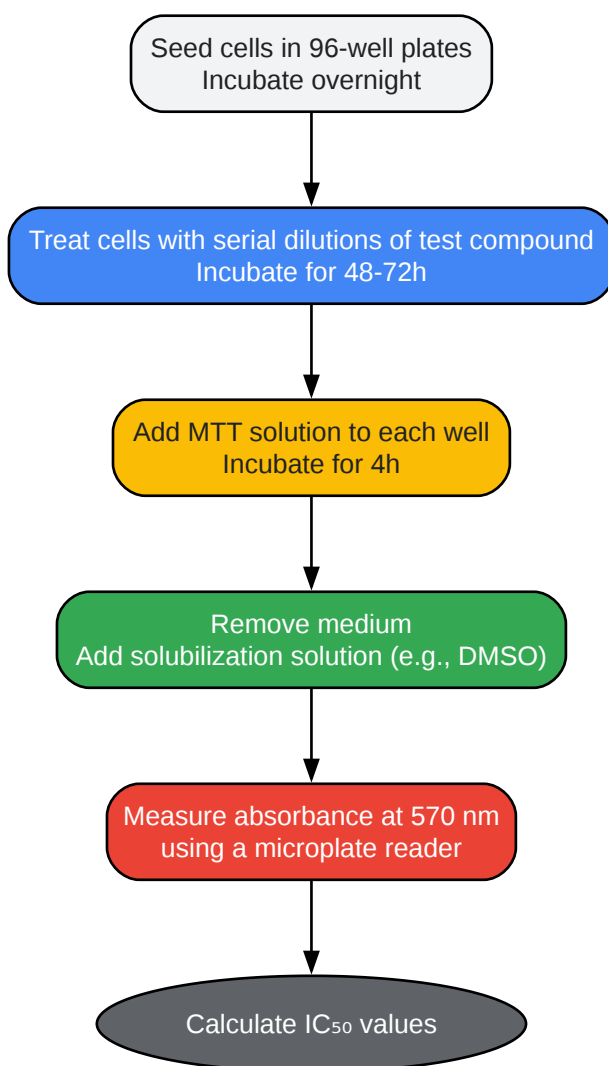 Seed cells in 96-well plates
Incubate overnight
Treat cells with serial dilutions of test compound
Incubate for 48-72h
Add MTT solution to each well
Incubate for 4h
Remove medium
Add solubilization solution (e.g., DMSO)
Measure absorbance at 570 nm
using a microplate reader
Calculate IC₅₀ values